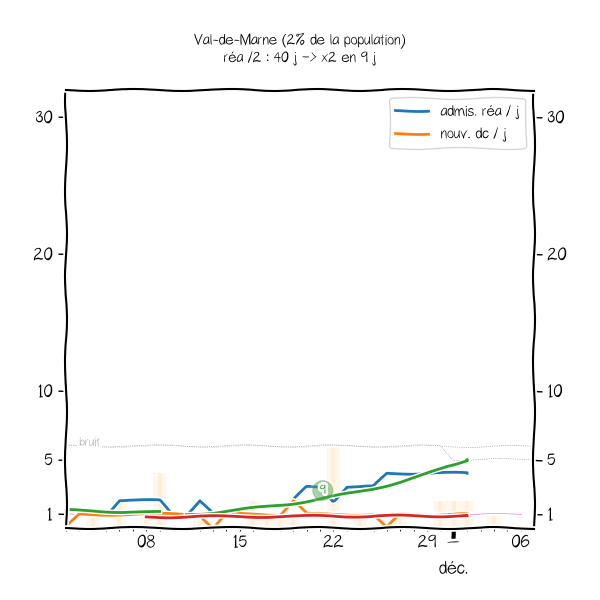 Val-de-Marne (2% de la population)
réa /2 : 40 j -> x2 en 9 j
admis. réa / j
nouv. dc / j
30
30
20
20
10
10
bruit
5
5
9
1
1
08
15
22
29
1
06
déc.